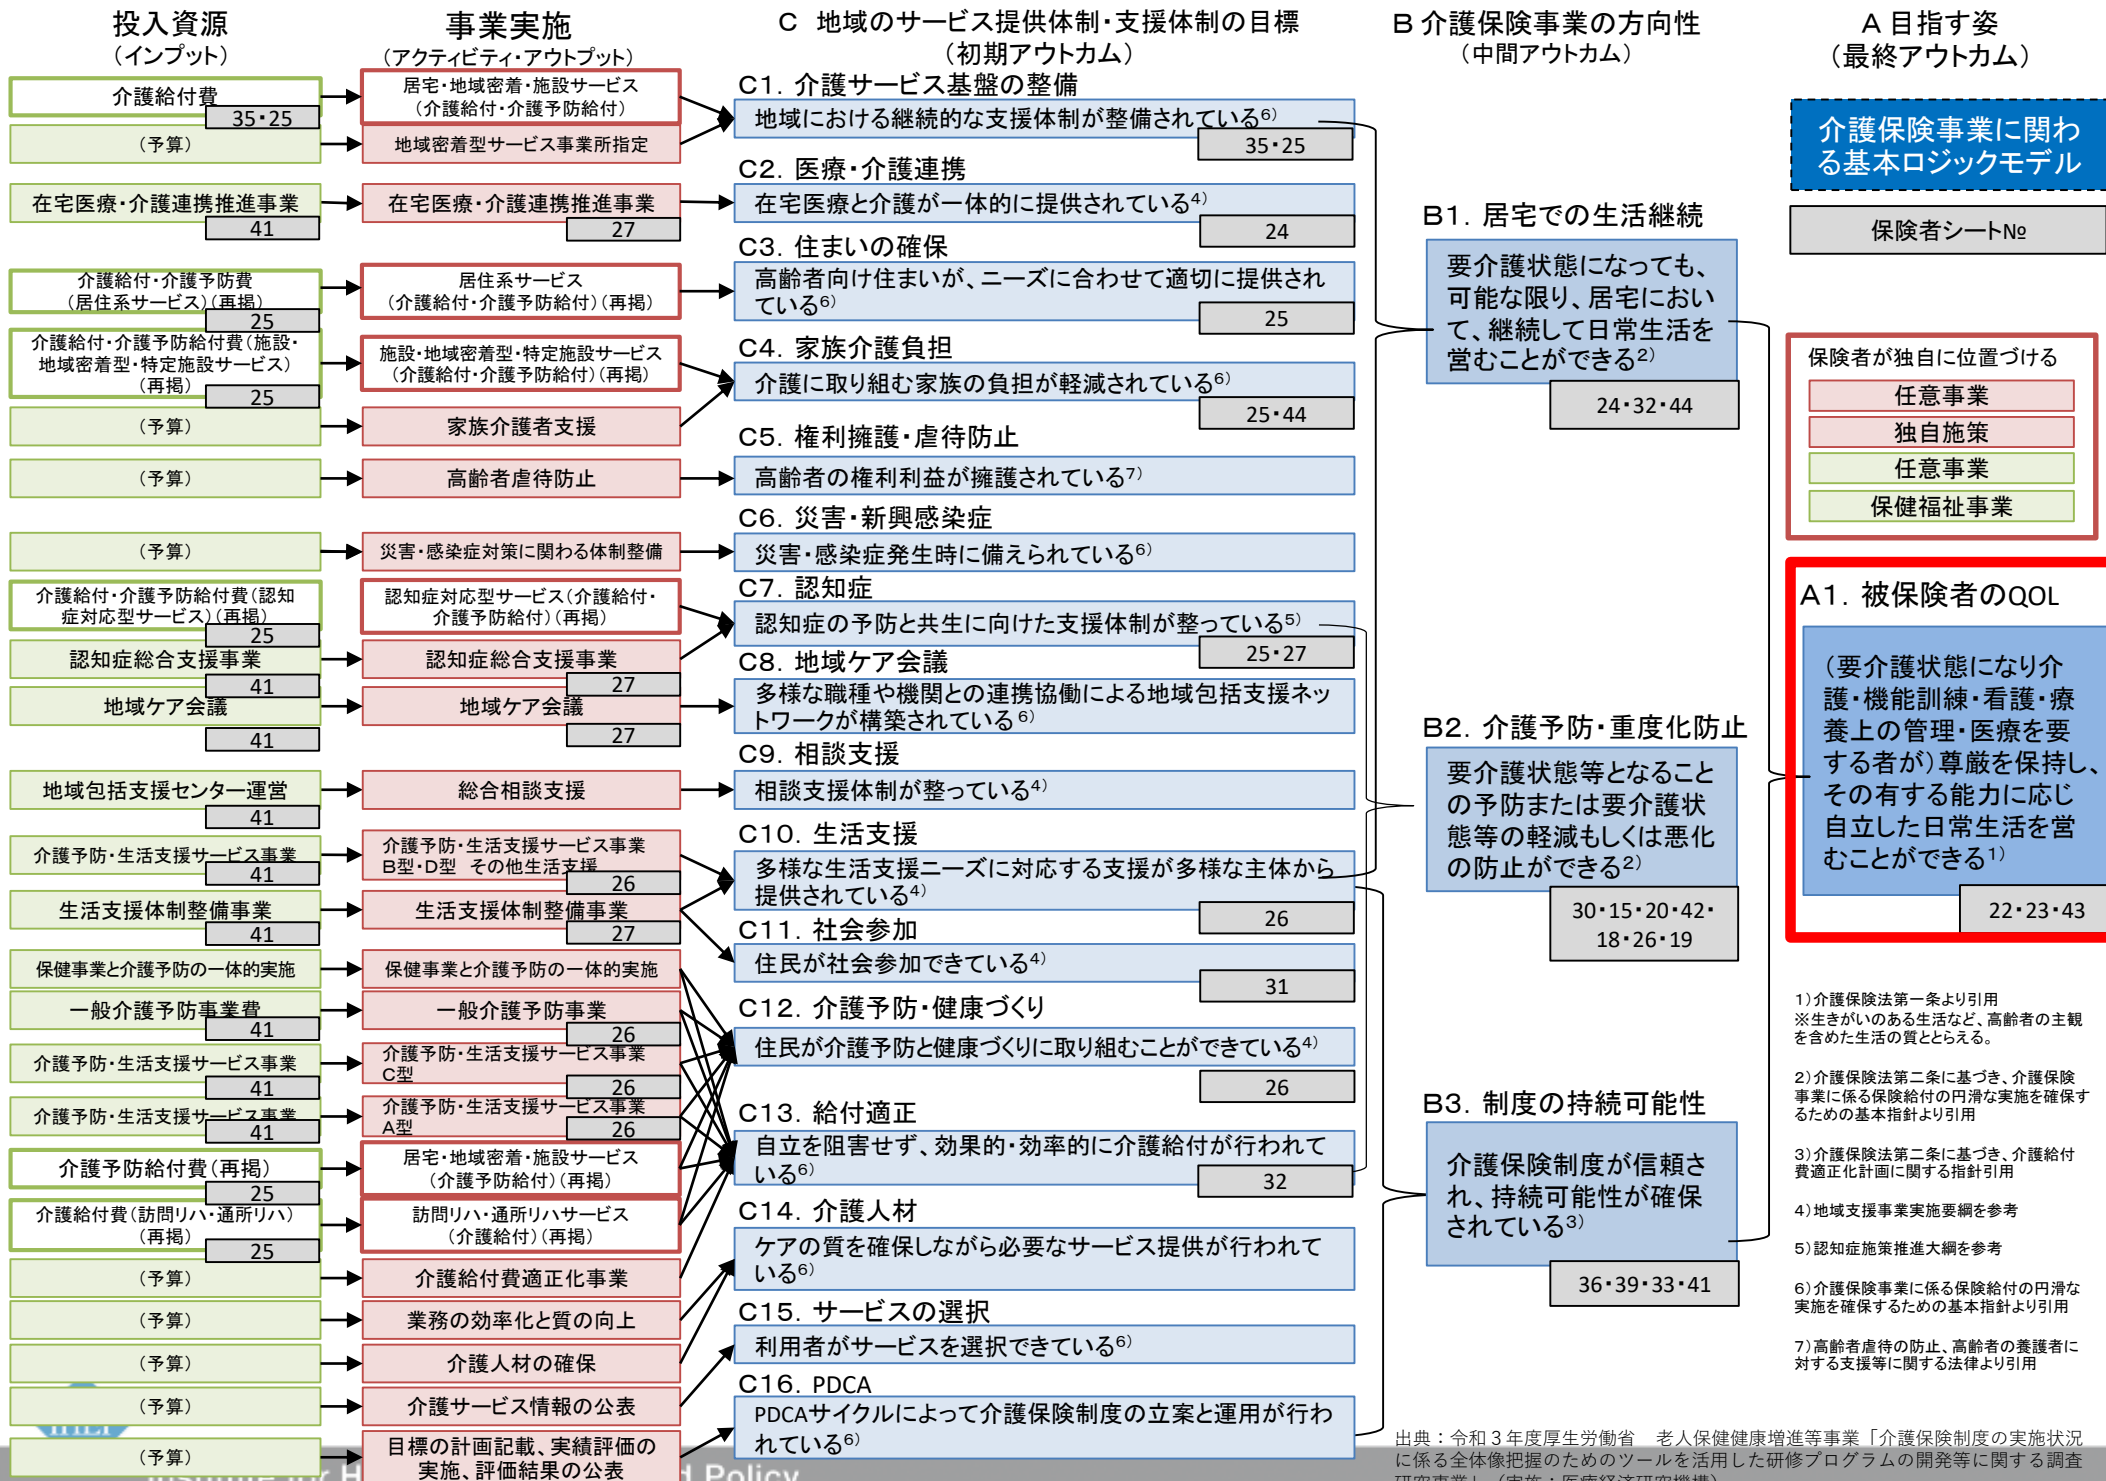 投入資源
（インプット）
事業実施
（アクティビティ・アウトプット）
C　地域のサービス提供体制・支援体制の目標
（初期アウトカム）
B 介護保険事業の方向性
（中間アウトカム）
A 目指す姿
（最終アウトカム）
介護給付費
35・25
（予算）
在宅医療・介護連携推進事業
41
介護給付・介護予防費
（居住系サービス）（再掲）
25
介護給付・介護予防給付費（施設・
地域密着型・特定施設サービス）
（再掲）
25
（予算）
（予算）
（予算）
介護給付・介護予防給付費（認知
症対応型サービス）（再掲）
25
認知症総合支援事業
41
地域ケア会議
41
地域包括支援センター運営
41
介護予防・生活支援サービス事業
41
生活支援体制整備事業
41
保健事業と介護予防の一体的実施
一般介護予防事業費
41
介護予防・生活支援サービス事業
41
介護予防・生活支援サービス事業
41
介護予防給付費（再掲）
25
介護給付費（訪問リハ・通所リハ）
（再掲）
25
（予算）
（予算）
（予算）
（予算）
（予算）
居宅・地域密着・施設サービス
（介護給付・介護予防給付）
地域密着型サービス事業所指定
在宅医療・介護連携推進事業
27
居住系サービス
（介護給付・介護予防給付）（再掲）
施設・地域密着型・特定施設サービス
（介護給付・介護予防給付）（再掲）
家族介護者支援
高齢者虐待防止
災害・感染症対策に関わる体制整備
認知症対応型サービス（介護給付・
介護予防給付）（再掲）
認知症総合支援事業
27
地域ケア会議
27
総合相談支援
介護予防・生活支援サービス事業
B型・D型　その他生活支援
26
生活支援体制整備事業
27
保健事業と介護予防の一体的実施
一般介護予防事業
26
介護予防・生活支援サービス事業
C型
26
介護予防・生活支援サービス事業
A型
26
居宅・地域密着・施設サービス
（介護予防給付）（再掲）
訪問リハ・通所リハサービス
（介護給付）（再掲）
介護給付費適正化事業
業務の効率化と質の向上
介護人材の確保
介護サービス情報の公表
目標の計画記載、実績評価の
実施、評価結果の公表
C1．介護サービス基盤の整備
地域における継続的な支援体制が整備されている6）
35・25
C2．医療・介護連携
在宅医療と介護が一体的に提供されている4）
24
C3．住まいの確保
高齢者向け住まいが、ニーズに合わせて適切に提供され
ている6）
25
C4．家族介護負担
介護に取り組む家族の負担が軽減されている6）
25・44
C5．権利擁護・虐待防止
高齢者の権利利益が擁護されている7）
C6．災害・新興感染症
災害・感染症発生時に備えられている6）
C7．認知症
認知症の予防と共生に向けた支援体制が整っている5）
25・27
C8．地域ケア会議
多様な職種や機関との連携協働による地域包括支援ネッ
トワークが構築されている6）
C9．相談支援
相談支援体制が整っている4）
C10．生活支援
多様な生活支援ニーズに対応する支援が多様な主体から
提供されている4）
26
C11．社会参加
住民が社会参加できている4）
31
C12．介護予防・健康づくり
住民が介護予防と健康づくりに取り組むことができている4）
26
C13．給付適正
自立を阻害せず、効果的・効率的に介護給付が行われて
いる6）
32
C14．介護人材
ケアの質を確保しながら必要なサービス提供が行われて
いる6）
C15．サービスの選択
利用者がサービスを選択できている6）
C16．PDCA
PDCAサイクルによって介護保険制度の立案と運用が行わ
れている6）
B1．居宅での生活継続
要介護状態になっても、
可能な限り、居宅におい
て、継続して日常生活を
営むことができる2）
24・32・44
B2．介護予防・重度化防止
要介護状態等となること
の予防または要介護状
態等の軽減もしくは悪化
の防止ができる2）
30・15・20・42・
18・26・19
B3．制度の持続可能性
介護保険制度が信頼さ
れ、持続可能性が確保
されている3）
36・39・33・41
介護保険事業に関わ
る基本ロジックモデル
保険者シート№
保険者が独自に位置づける
任意事業
独自施策
任意事業
保健福祉事業
A1．被保険者のQOL
（要介護状態になり介
護・機能訓練・看護・療
養上の管理・医療を要
する者が）尊厳を保持し、
その有する能力に応じ
自立した日常生活を営
むことができる1）
22・23・43
1）介護保険法第一条より引用
※生きがいのある生活など、高齢者の主観
を含めた生活の質ととらえる。
2）介護保険法第二条に基づき、介護保険
事業に係る保険給付の円滑な実施を確保す
るための基本指針より引用
3）介護保険法第二条に基づき、介護給付
費適正化計画に関する指針引用
4）地域支援事業実施要綱を参考
5）認知症施策推進大綱を参考
6）介護保険事業に係る保険給付の円滑な
実施を確保するための基本指針より引用
7）高齢者虐待の防止、高齢者の養護者に
対する支援等に関する法律より引用
出典：令和３年度厚生労働省　老人保健健康増進等事業「介護保険制度の実施状況
に係る全体像把握のためのツールを活用した研修プログラムの開発等に関する調査
研究事業」（実施：医療経済研究機構）
Policy